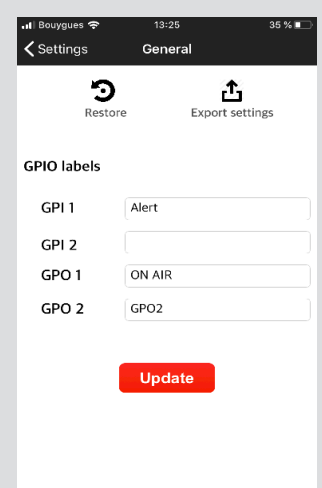 Bouygues 13:25 35 %
Settings General
Restore Export settings
GPIO labels
GPI 1 Alert
GPI 2
GPO 1 ON AIR
GPO 2 GPO2
Update